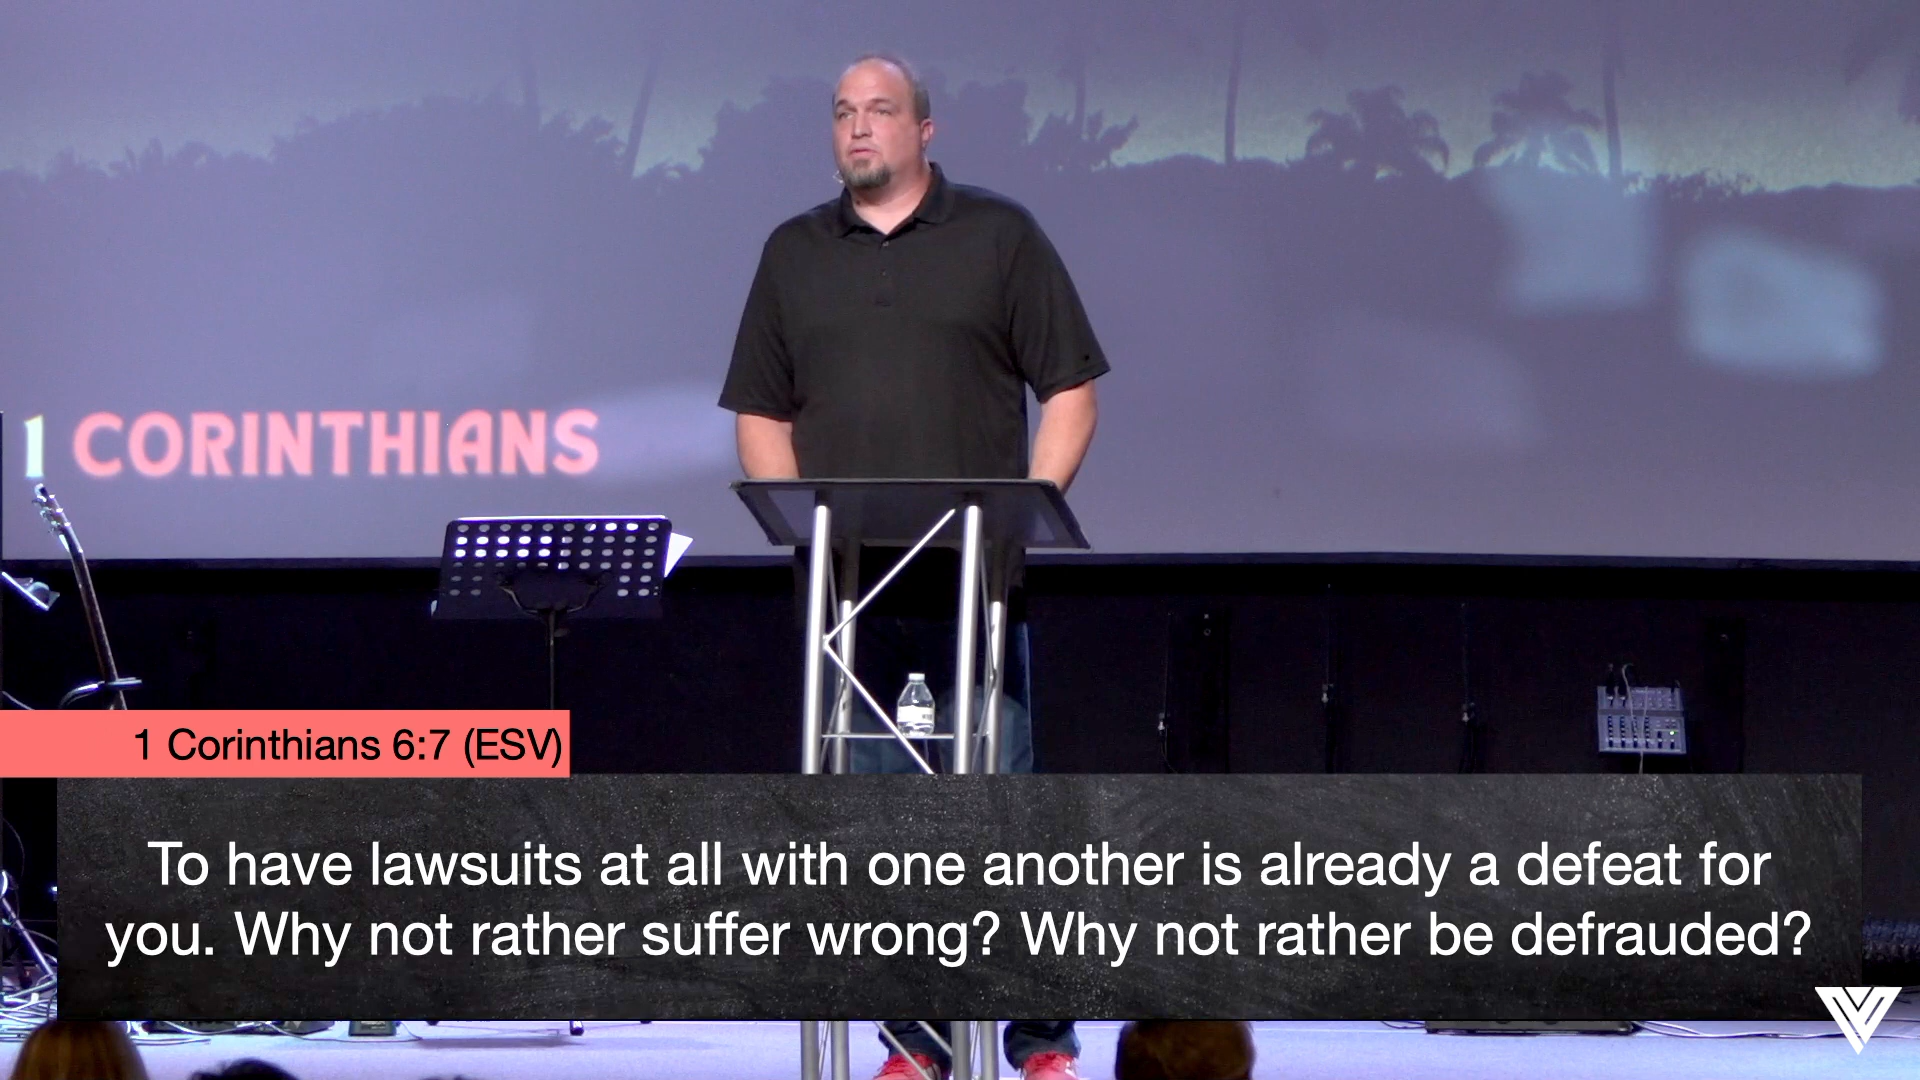 1 CORINTHIANS
1 Corinthians 6:7 (ESV)
To have lawsuits at all with one another is already a defeat for
you. Why not rather suffer wrong? Why not rather be defrauded?